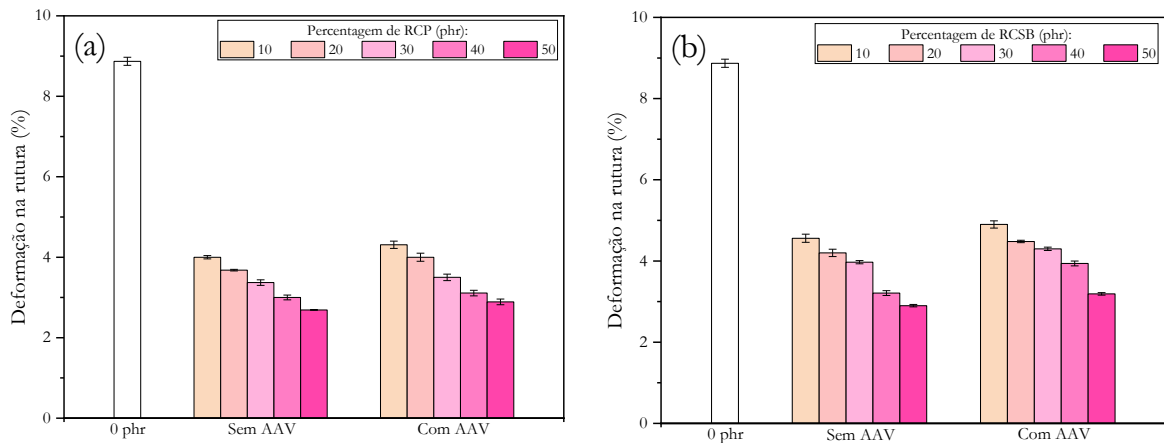 (a)
Percentagem de RCP (phr):
10 20 30 40 50
Deformação na rutura (%)
10
8
6
4
2
0
0 phr Sem AAV Com AAV
(b)
Percentagem de RCSB (phr):
10 20 30 40 50
Deformação na rutura (%)
10
8
6
4
2
0
0 phr Sem AAV Com AAV